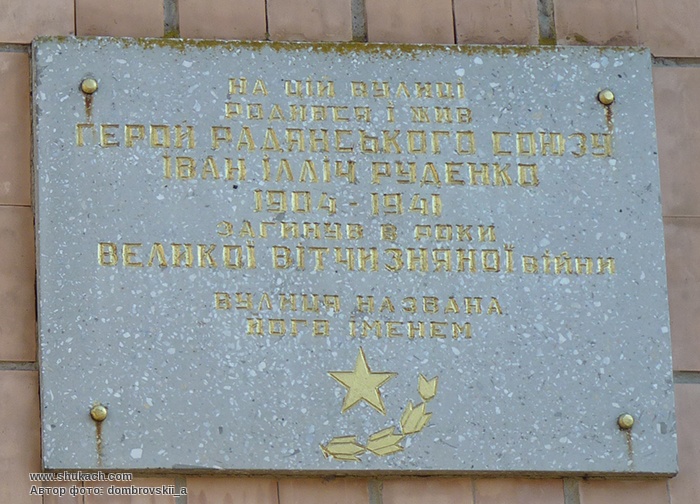 НА ЦІЙ ВУЛИЦІ
РОДИВСЯ І ЖИВ
ГЕРОЙ РАДЯНСЬКОГО СОЮЗУ
ІВАН ІЛЛІЧ РУДЕНКО
1904 - 1941
ЗАГИНУВ В РОКИ
ВЕЛИКОЇ ВІТЧИЗНЯНОЇ ВІЙНИ
ВУЛИЦЯ НАЗВАНА
ЙОГО ІМЕНЕМ
www.shukach.com
Автор фото: dombrovskii_a